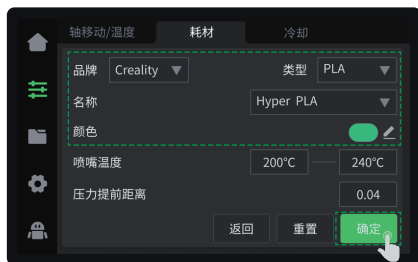 轴移动/温度 耗材 冷却
品牌 Creality 类型 PLA
名称 Hyper PLA
颜色
喷嘴温度 200°C 240°C
压力提前距离 0.04
返回 重置 确定